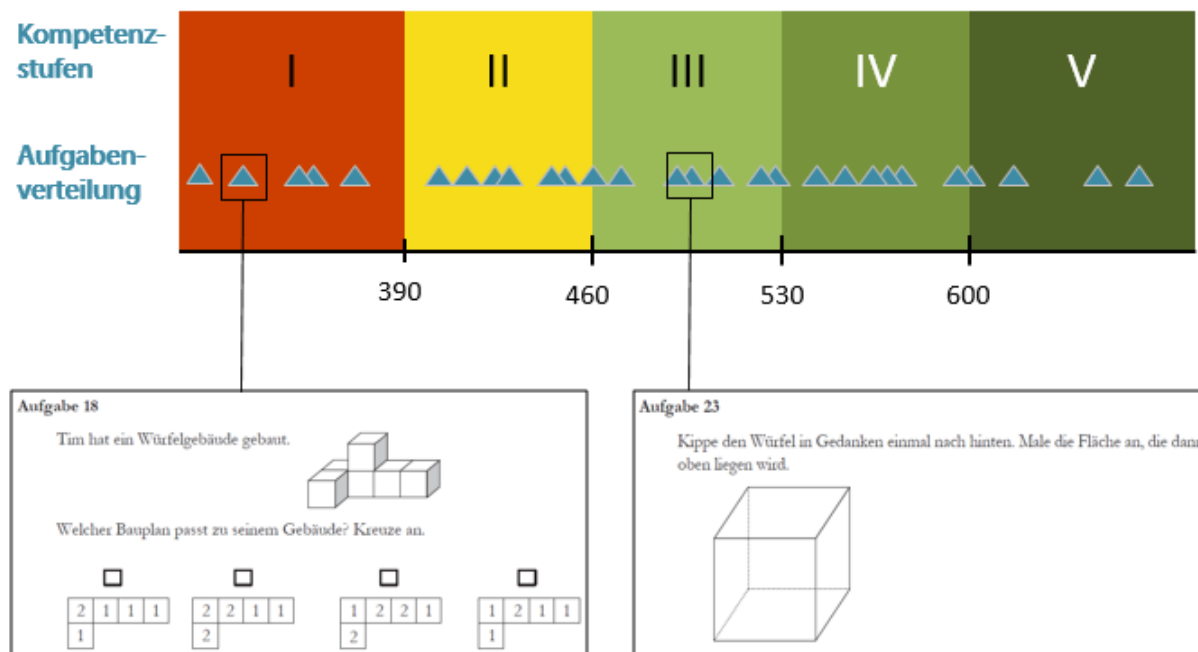 Kompetenz-
stufen
I II III IV V
Aufgaben-
verteilung
390 460 530 600
Aufgabe 18
Tim hat ein Würfelgebäude gebaut.
Welcher Bauplan passt zu seinem Gebäude? Kreuze an.
2 1 1 1
1
2 2 1 1
2
1 2 2 1
2
1 2 1 1
1
Aufgabe 23
Kippe den Würfel in Gedanken einmal nach hinten. Male die Fläche an, die dann
oben liegen wird.